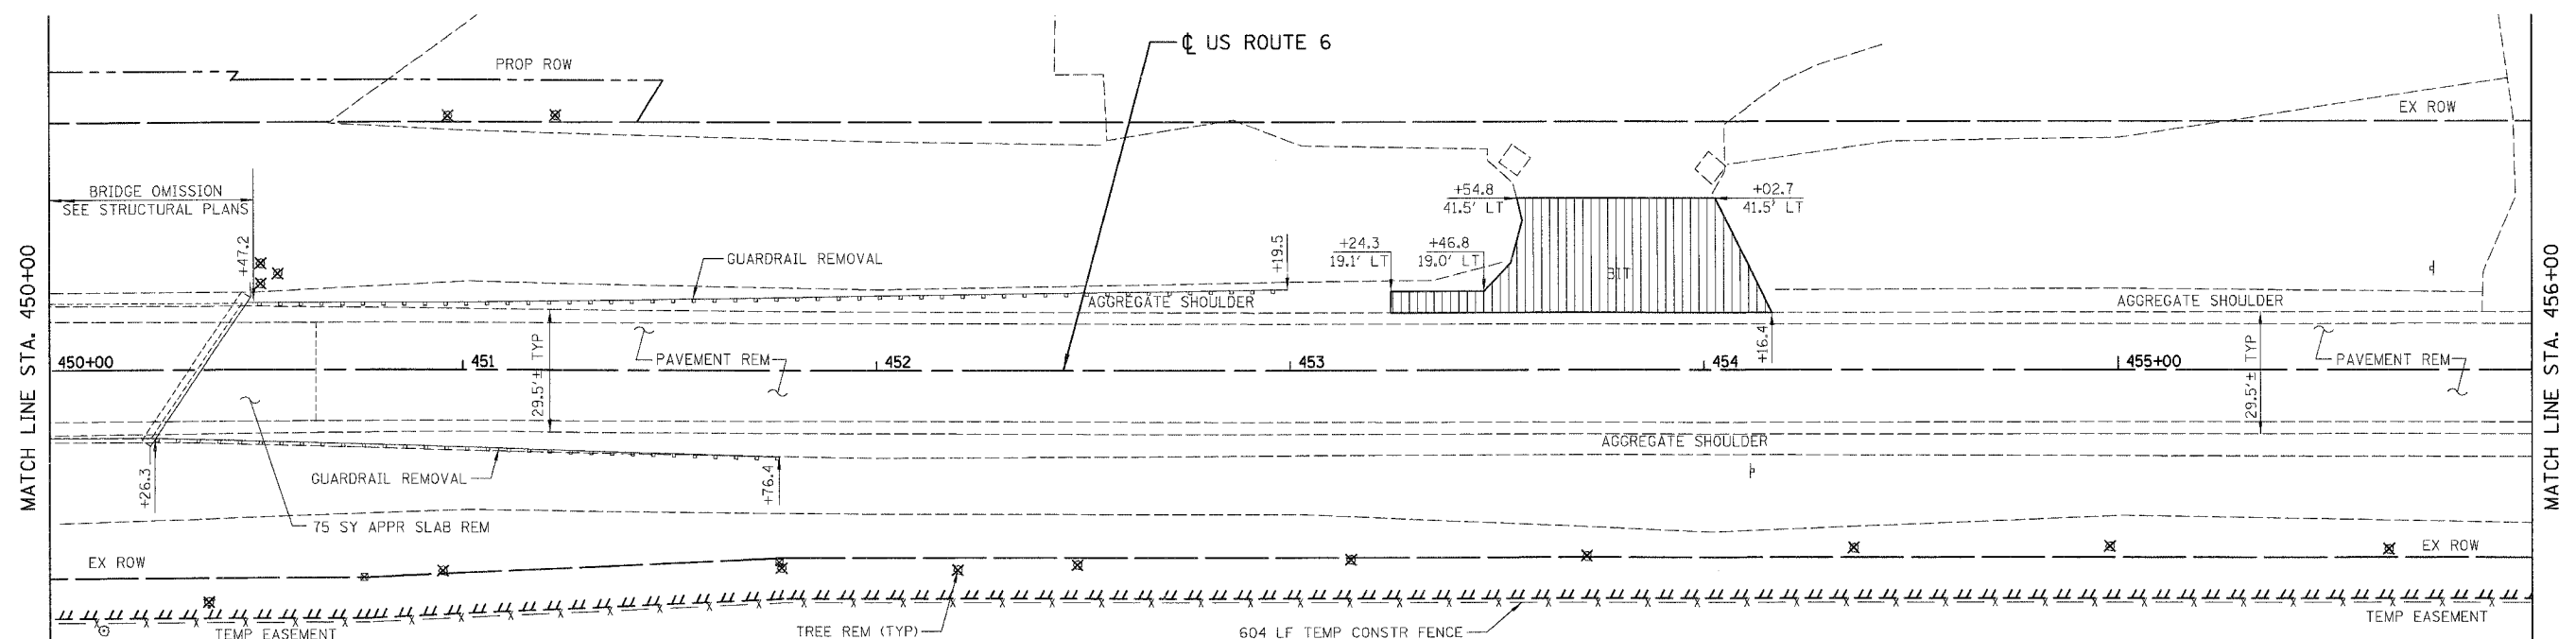 ℄ US ROUTE 6
PROP ROW
EX ROW
BRIDGE OMISSION
SEE STRUCTURAL PLANS
+54.8
41.5' LT
+02.7
41.5' LT
+47.2
GUARDRAIL REMOVAL
+19.5
+24.3
19.1' LT
+46.8
19.0' LT
BIT
AGGREGATE SHOULDER
AGGREGATE SHOULDER
MATCH LINE STA. 450+00
MATCH LINE STA. 456+00
450+00
451
452
453
454
455+00
29.5'± TYP
PAVEMENT REM
+16.4
29.5'± TYP
PAVEMENT REM
AGGREGATE SHOULDER
+26.3
GUARDRAIL REMOVAL
+76.4
75 SY APPR SLAB REM
EX ROW
EX ROW
TEMP EASEMENT
TREE REM (TYP)
604 LF TEMP CONSTR FENCE
TEMP EASEMENT